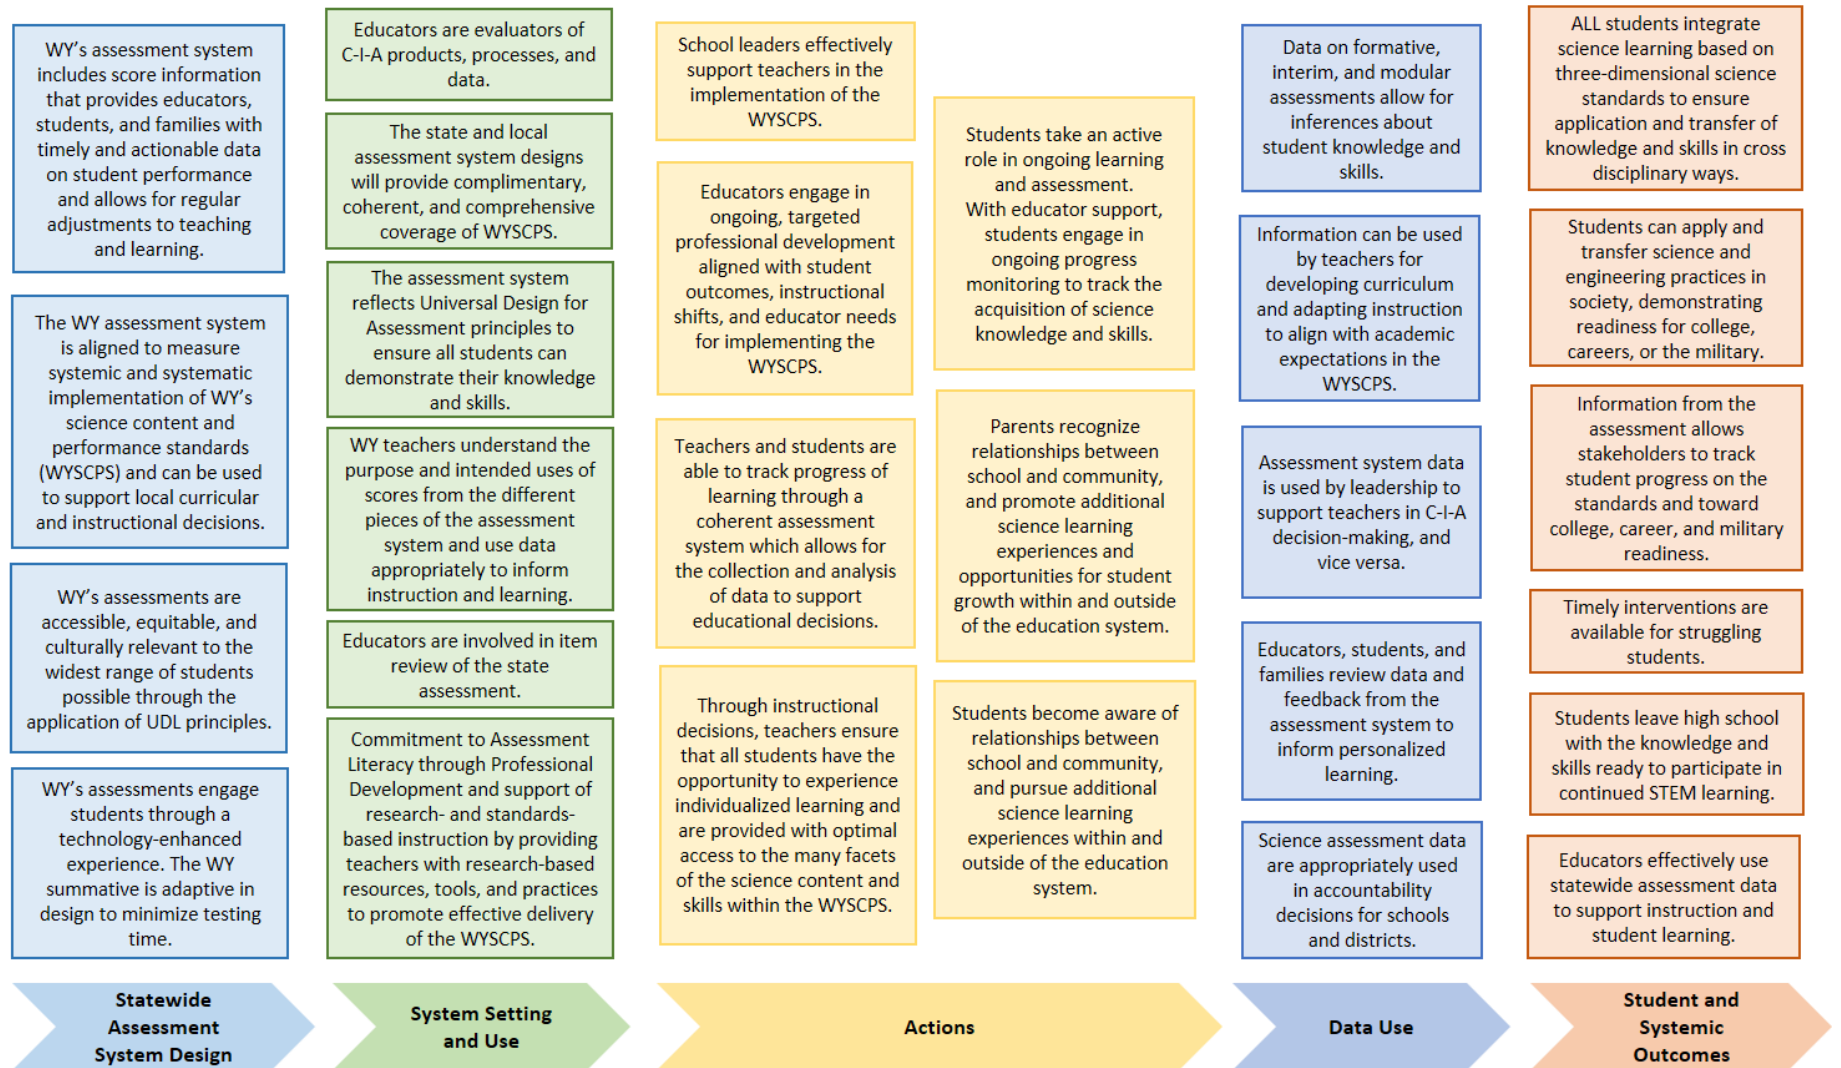 WY's assessment system
includes score information
that provides educators,
students, and families with
timely and actionable data
on student performance
and allows for regular
adjustments to teaching
and learning.
The WY assessment system
is aligned to measure
systemic and systematic
implementation of WY's
science content and
performance standards
(WYSCPS) and can be used
to support local curricular
and instructional decisions.
WY's assessments are
accessible, equitable, and
culturally relevant to the
widest range of students
possible through the
application of UDL principles.
WY's assessments engage
students through a
technology-enhanced
experience. The WY
summative is adaptive in
design to minimize testing
time.
Statewide
Assessment
System Design
Educators are evaluators of
C-I-A products, processes, and
data.
The state and local
assessment system designs
will provide complimentary,
coherent, and comprehensive
coverage of WYSCPS.
The assessment system
reflects Universal Design for
Assessment principles to
ensure all students can
demonstrate their knowledge
and skills.
WY teachers understand the
purpose and intended uses of
scores from the different
pieces of the assessment
system and use data
appropriately to inform
instruction and learning.
Educators are involved in item
review of the state
assessment.
Commitment to Assessment
Literacy through Professional
Development and support of
research- and standards-
based instruction by providing
teachers with research-based
resources, tools, and practices
to promote effective delivery
of the WYSCPS.
System Setting
and Use
School leaders effectively
support teachers in the
implementation of the
WYSCPS.
Educators engage in
ongoing, targeted
professional development
aligned with student
outcomes, instructional
shifts, and educator needs
for implementing the
WYSCPS.
Teachers and students are
able to track progress of
learning through a
coherent assessment
system which allows for
the collection and analysis
of data to support
educational decisions.
Through instructional
decisions, teachers ensure
that all students have the
opportunity to experience
individualized learning and
are provided with optimal
access to the many facets
of the science content and
skills within the WYSCPS.
Students take an active
role in ongoing learning
and assessment.
With educator support,
students engage in
ongoing progress
monitoring to track the
acquisition of science
knowledge and skills.
Parents recognize
relationships between
school and community,
and promote additional
science learning
experiences and
opportunities for student
growth within and outside
of the education system.
Students become aware of
relationships between
school and community,
and pursue additional
science learning
experiences within and
outside of the education
system.
Actions
Data on formative,
interim, and modular
assessments allow for
inferences about
student knowledge and
skills.
Information can be used
by teachers for
developing curriculum
and adapting instruction
to align with academic
expectations in the
WYSCPS.
Assessment system data
is used by leadership to
support teachers in C-I-A
decision-making, and
vice versa.
Educators, students, and
families review data and
feedback from the
assessment system to
inform personalized
learning.
Science assessment data
are appropriately used
in accountability
decisions for schools
and districts.
Data Use
ALL students integrate
science learning based on
three-dimensional science
standards to ensure
application and transfer of
knowledge and skills in cross
disciplinary ways.
Students can apply and
transfer science and
engineering practices in
society, demonstrating
readiness for college,
careers, or the military.
Information from the
assessment allows
stakeholders to track
student progress on the
standards and toward
college, career, and military
readiness.
Timely interventions are
available for struggling
students.
Students leave high school
with the knowledge and
skills ready to participate in
continued STEM learning.
Educators effectively use
statewide assessment data
to support instruction and
student learning.
Student and
Systemic
Outcomes